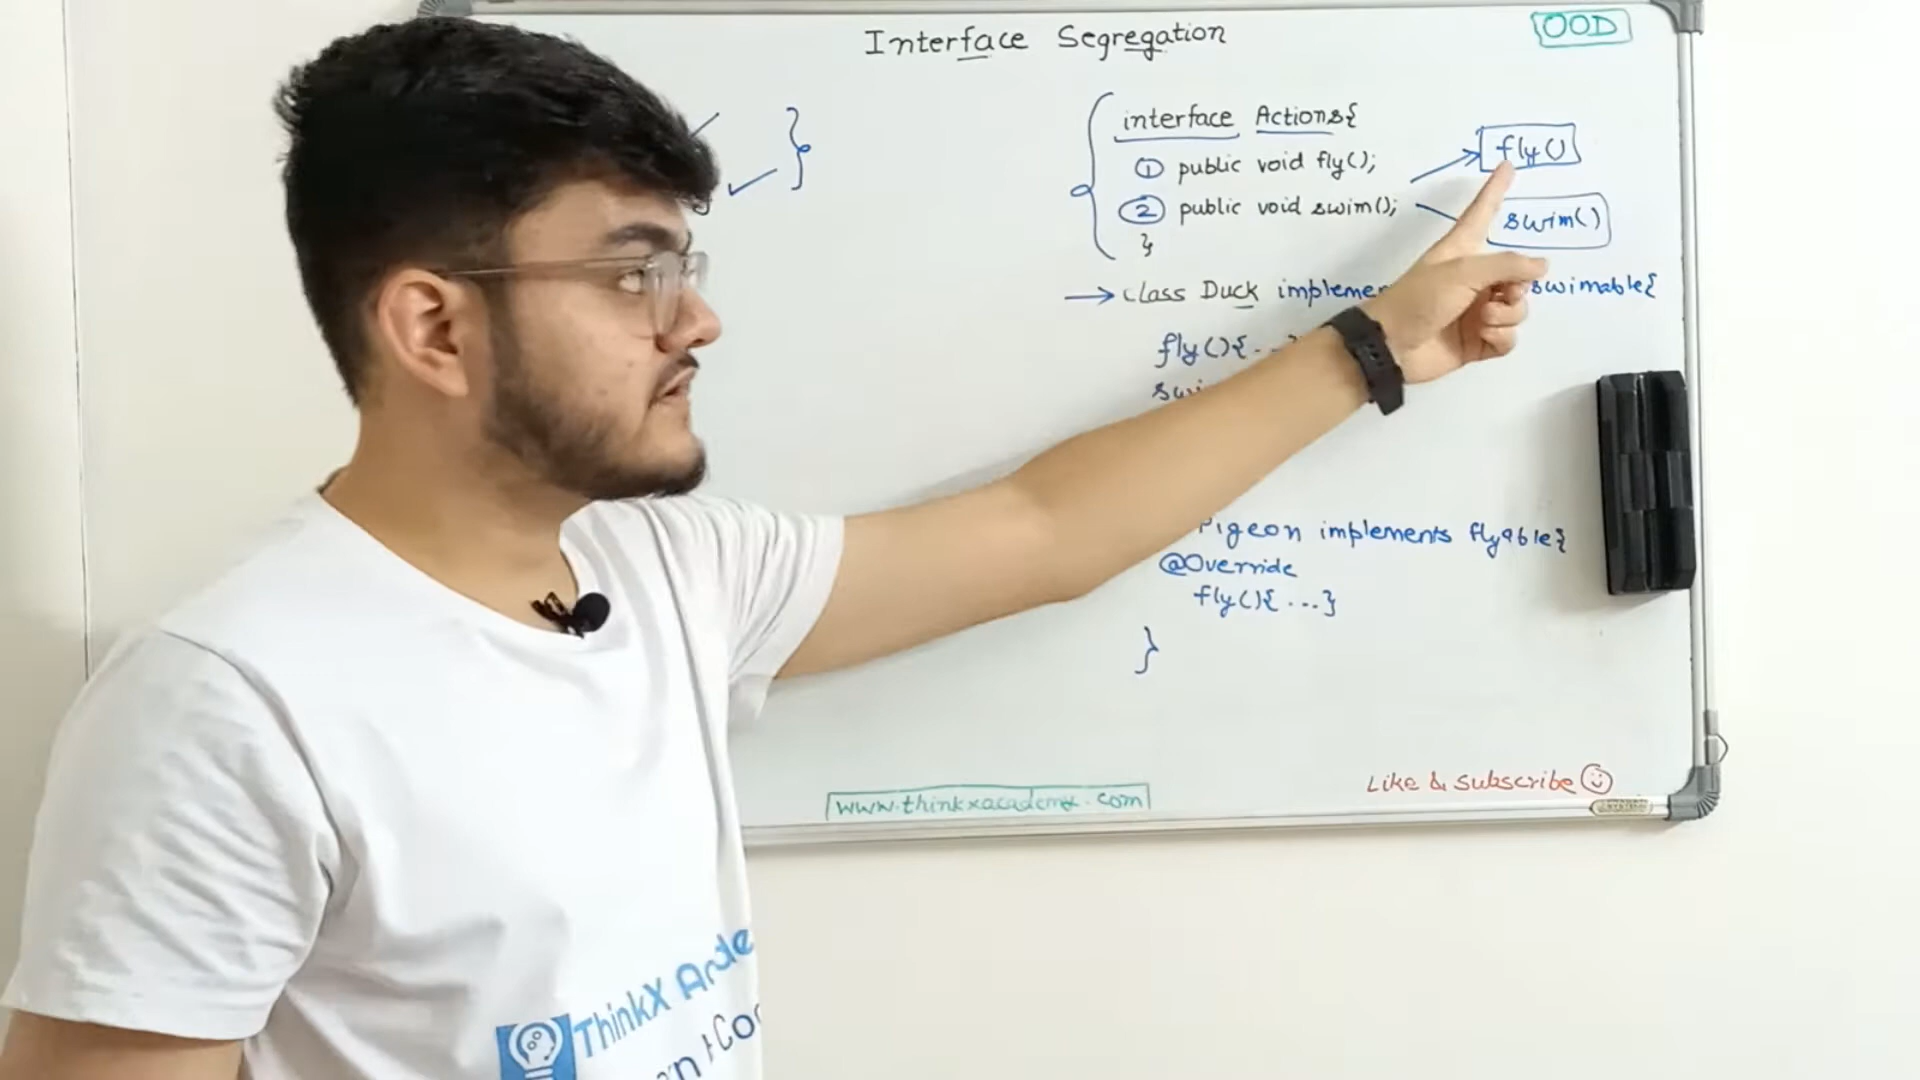 Interface Segregation
OOD
interface Actions{
① public void fly();
② public void swim();
}
fly()
swim()
→ class Duck swimable{
fly(){
Pigeon implements flyable{
@Override
fly(){...}
}
www.thinkxacademy.com
Like & Subscribe
ThinkX